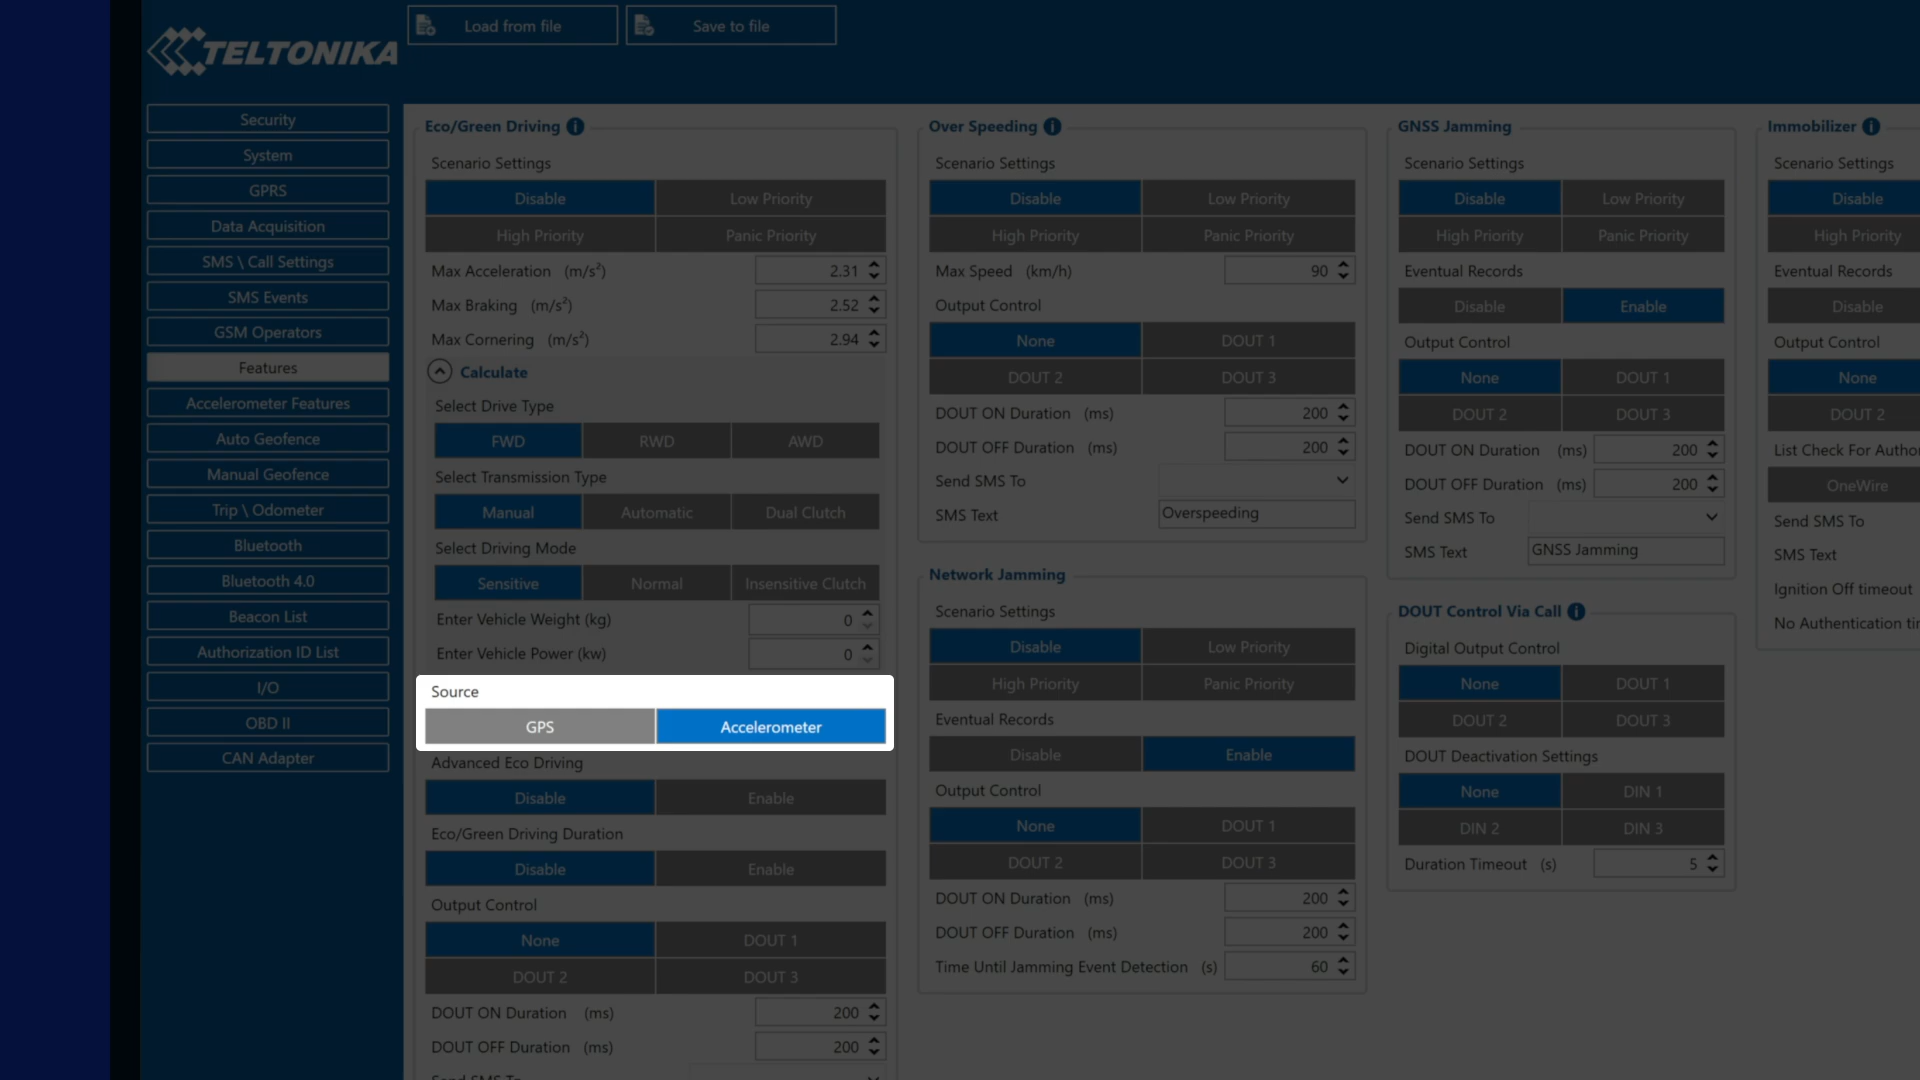 TELTONIKA
Load from file
Save to file
Security
System
GPRS
Data Acquisition
SMS \ Call Settings
SMS Events
GSM Operators
Features
Accelerometer Features
Auto Geofence
Manual Geofence
Trip \ Odometer
Bluetooth
Bluetooth 4.0
Beacon List
Authorization ID List
I/O
OBD II
CAN Adapter
Eco/Green Driving
Scenario Settings
Disable Low Priority
High Priority Panic Priority
Max Acceleration (m/s²) 2.31
Max Braking (m/s²) 2.52
Max Cornering (m/s²) 2.94
Calculate
Select Drive Type
FWD RWD AWD
Select Transmission Type
Manual Automatic Dual Clutch
Select Driving Mode
Sensitive Normal Insensitive Clutch
Enter Vehicle Weight (kg) 0
Enter Vehicle Power (kw) 0
Source
GPS Accelerometer
Advanced Eco Driving
Disable Enable
Eco/Green Driving Duration
Disable Enable
Output Control
None DOUT 1
DOUT 2 DOUT 3
DOUT ON Duration (ms) 200
DOUT OFF Duration (ms) 200
Send SMS To
Over Speeding
Scenario Settings
Disable Low Priority
High Priority Panic Priority
Max Speed (km/h) 90
Output Control
None DOUT 1
DOUT 2 DOUT 3
DOUT ON Duration (ms) 200
DOUT OFF Duration (ms) 200
Send SMS To
SMS Text Overspeeding
Network Jamming
Scenario Settings
Disable Low Priority
High Priority Panic Priority
Eventual Records
Disable Enable
Output Control
None DOUT 1
DOUT 2 DOUT 3
DOUT ON Duration (ms) 200
DOUT OFF Duration (ms) 200
Time Until Jamming Event Detection (s) 60
GNSS Jamming
Scenario Settings
Disable Low Priority
High Priority Panic Priority
Eventual Records
Disable Enable
Output Control
None DOUT 1
DOUT 2 DOUT 3
DOUT ON Duration (ms) 200
DOUT OFF Duration (ms) 200
Send SMS To
SMS Text GNSS Jamming
DOUT Control Via Call
Digital Output Control
None DOUT 1
DOUT 2 DOUT 3
DOUT Deactivation Settings
None DIN 1
DIN 2 DIN 3
Duration Timeout (s) 5
Immobilizer
Scenario Settings
Disable
High Priority
Eventual Records
Disable
Output Control
None
DOUT 2
List Check For Author
OneWire
Send SMS To
SMS Text
Ignition Off timeout
No Authentication tim